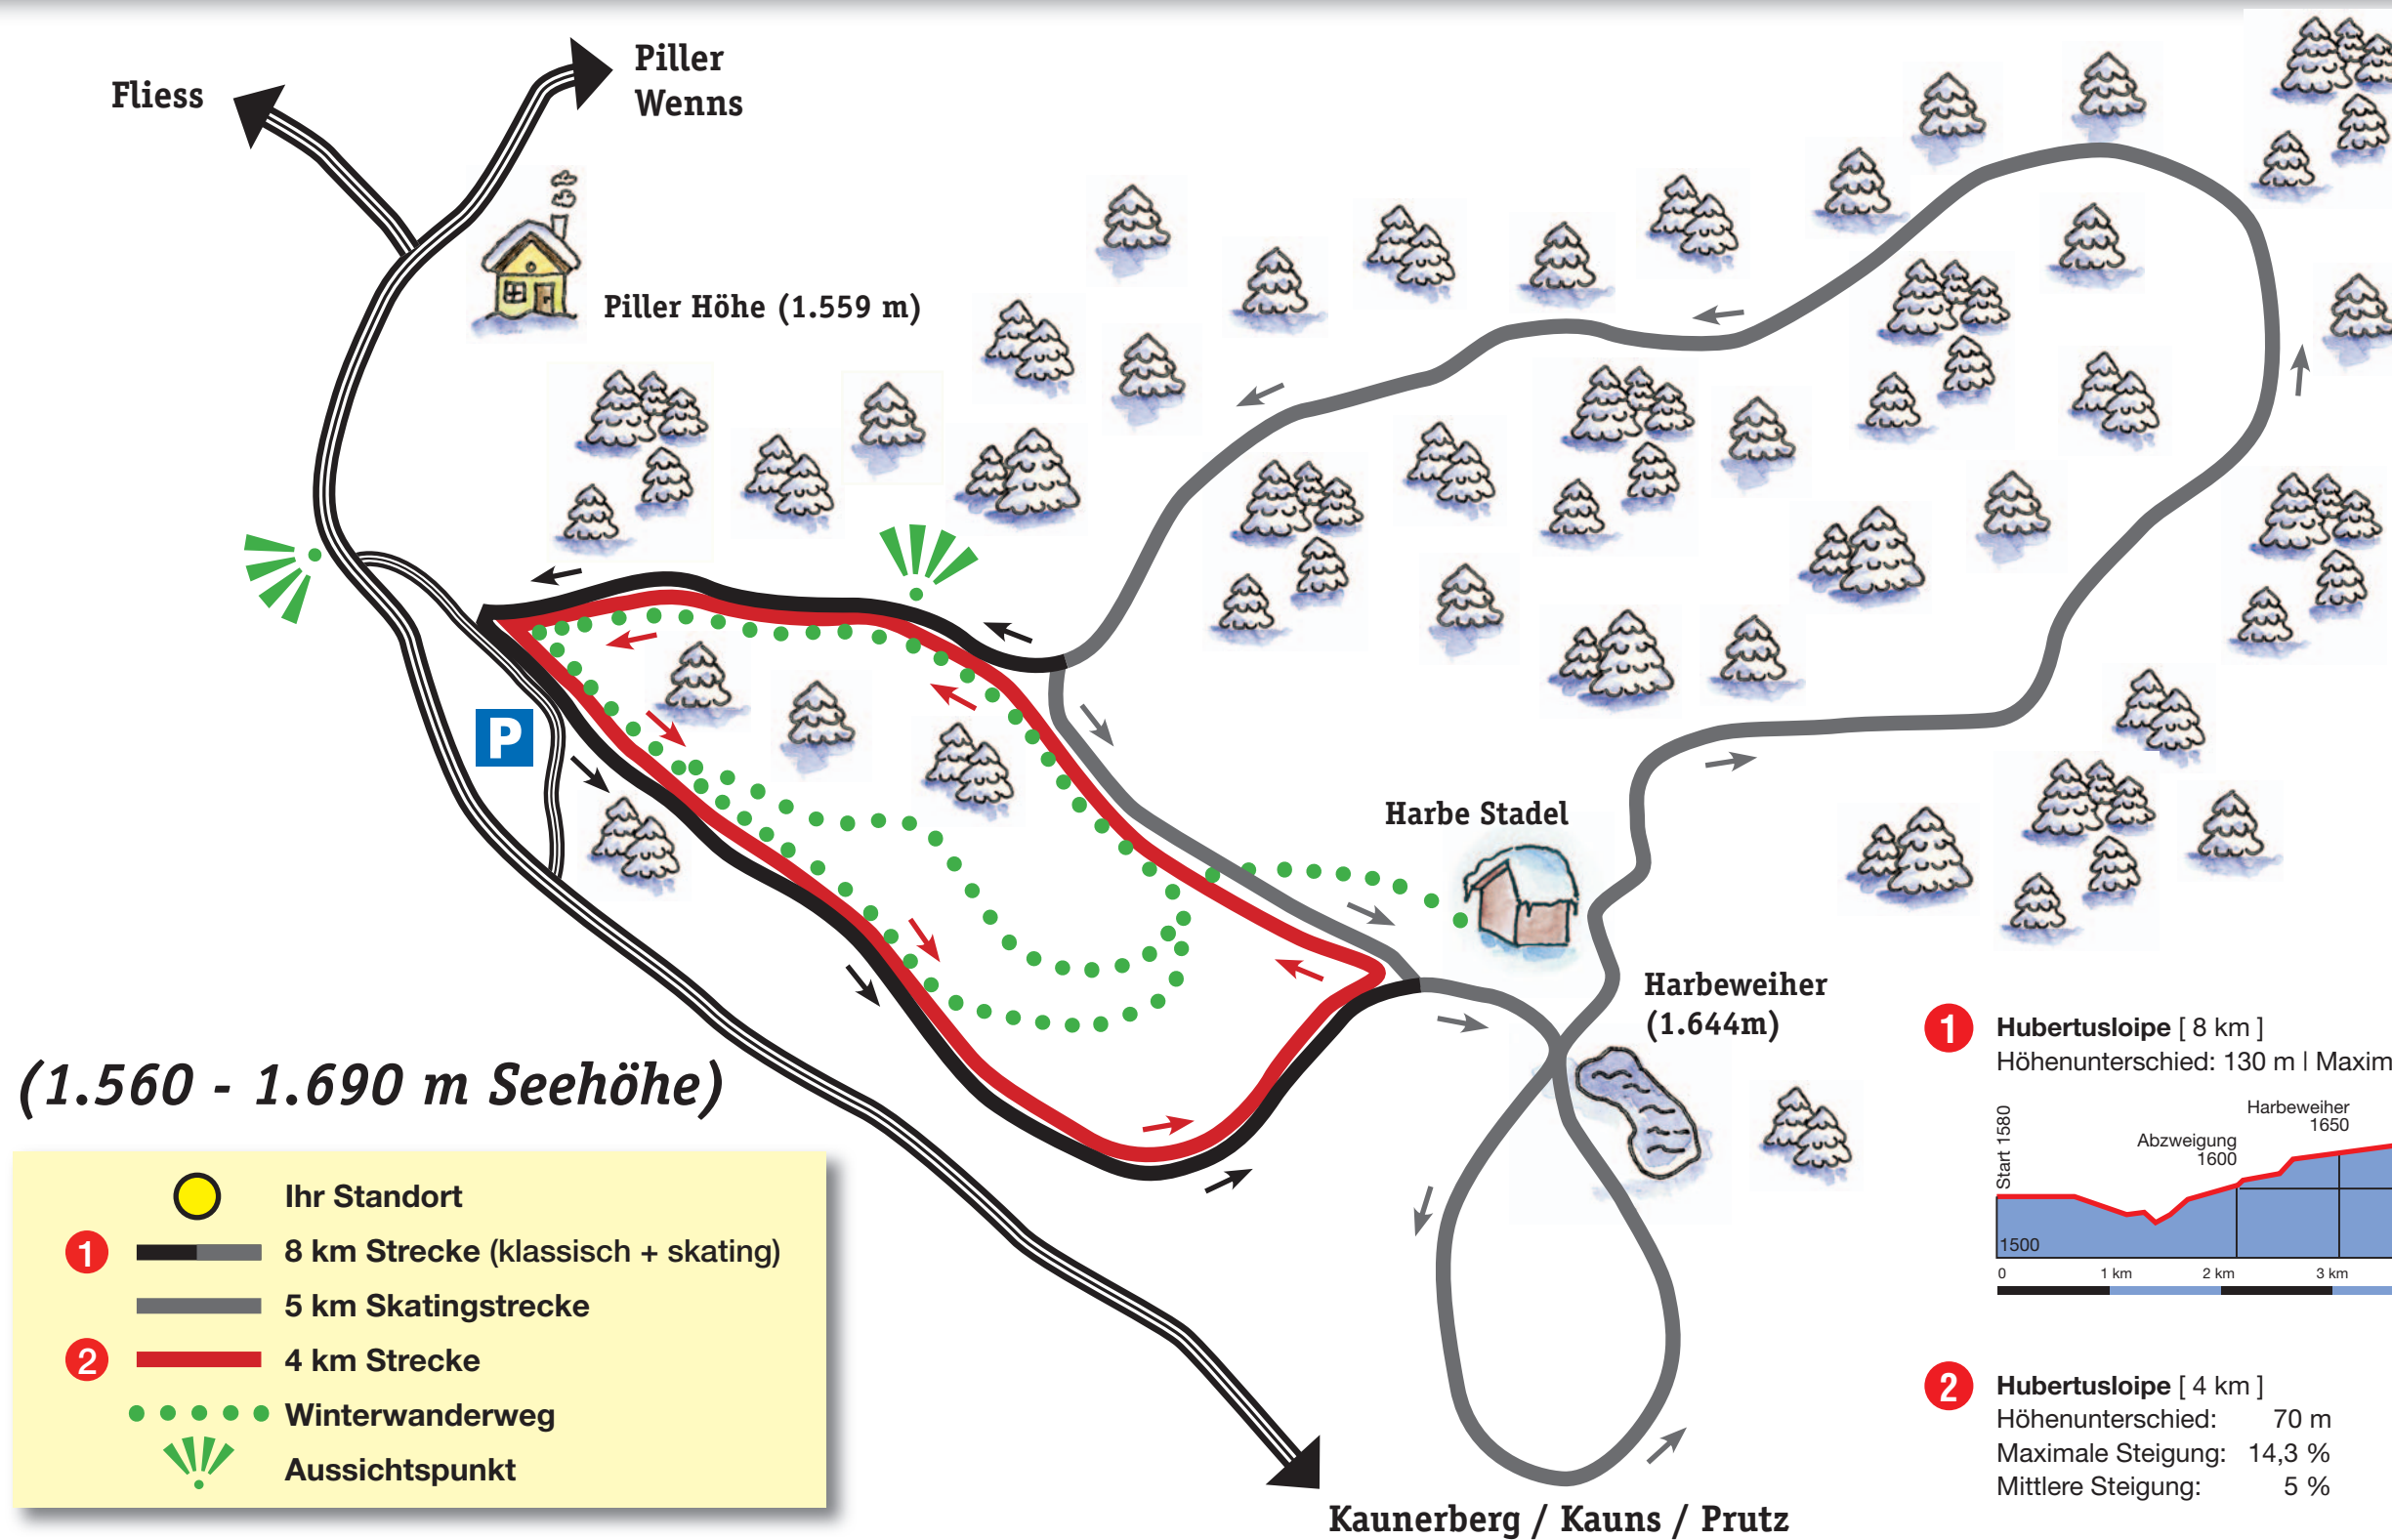 Fliess
Piller
Wenns
Piller Höhe (1.559 m)
P
Harbe Stadel
Harbeweiher
(1.644m)
(1.560 - 1.690 m Seehöhe)
Ihr Standort
1 8 km Strecke (klassisch + skating)
5 km Skatingstrecke
2 4 km Strecke
Winterwanderweg
Aussichtspunkt
Kaunerberg / Kauns / Prutz
1 Hubertusloipe [ 8 km ]
Höhenunterschied: 130 m | Maxim
Start 1580
Harbeweiher
1650
Abzweigung
1600
1500
0 1 km 2 km 3 km
2 Hubertusloipe [ 4 km ]
Höhenunterschied: 70 m
Maximale Steigung: 14,3 %
Mittlere Steigung: 5 %